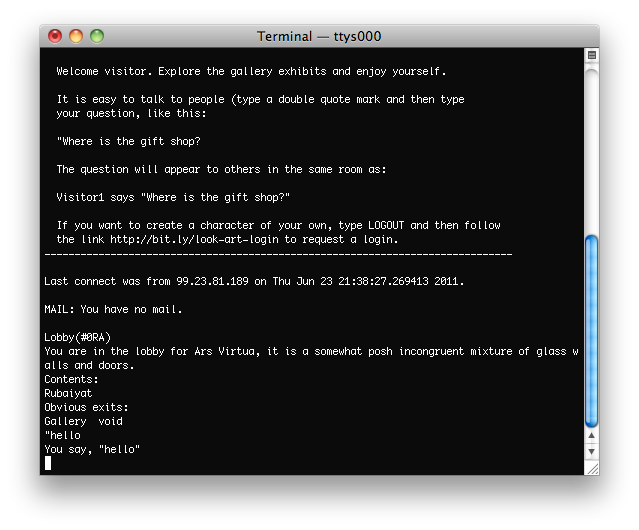 Terminal — ttys000
Welcome visitor. Explore the gallery exhibits and enjoy yourself.
It is easy to talk to people (type a double quote mark and then type
your question, like this:
"Where is the gift shop?
The question will appear to others in the same room as:
Visitor1 says "Where is the gift shop?"
If you want to create a character of your own, type LOGOUT and then follow
the link http://bit.ly/look-art-login to request a login.
------------------------------------------------------------------------------
Last connect was from 99.23.81.189 on Thu Jun 23 21:38:27.269413 2011.
MAIL: You have no mail.
Lobby(#0RA)
You are in the lobby for Ars Virtua, it is a somewhat posh incongruent mixture of glass w
alls and doors.
Contents:
Rubaiyat
Obvious exits:
Gallery  void
"hello
You say, "hello"